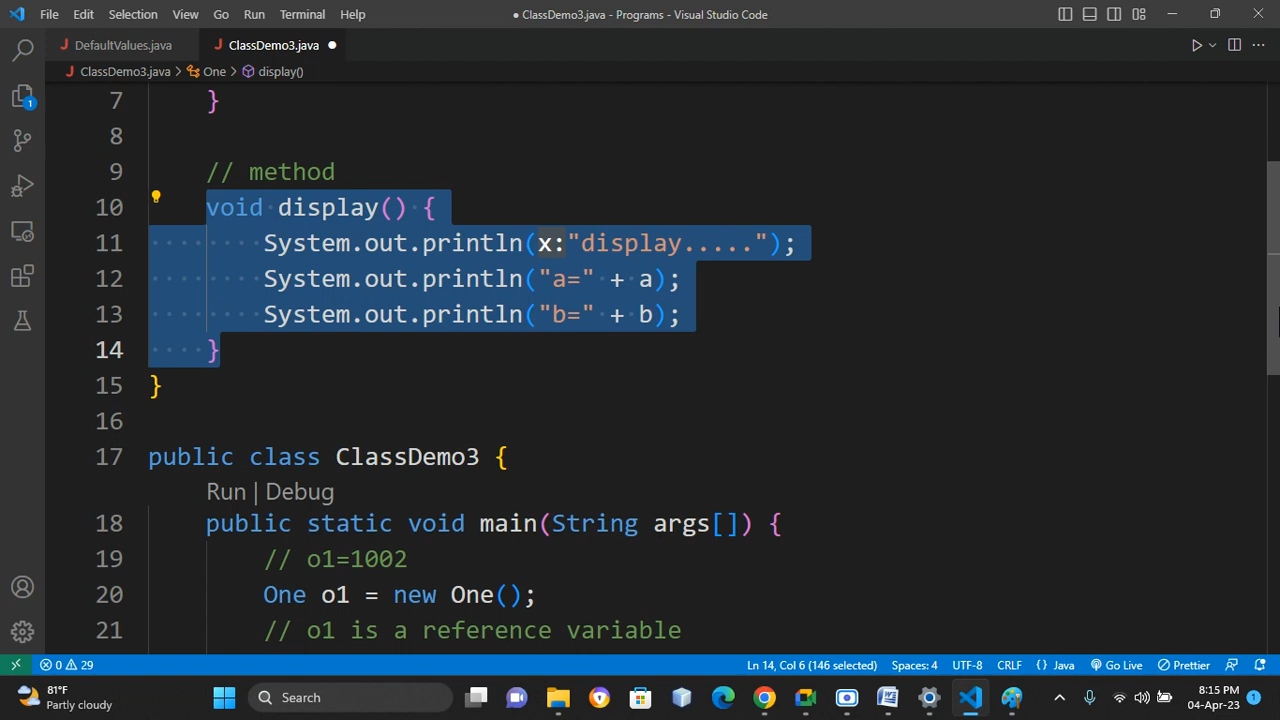 File Edit Selection View Go Run Terminal Help
● ClassDemo3.java - Programs - Visual Studio Code
J DefaultValues.java J ClassDemo3.java ●
J ClassDemo3.java > One > display()
7 }
8
9 // method
10 void display() {
11 System.out.println(x:"display.....");
12 System.out.println("a=" + a);
13 System.out.println("b=" + b);
14 }
15 }
16
17 public class ClassDemo3 {
Run | Debug
18 public static void main(String args[]) {
19 // o1=1002
20 One o1 = new One();
21 // o1 is a reference variable
1
0 29 Ln 14, Col 6 (146 selected) Spaces: 4 UTF-8 CRLF {} Java Go Live Prettier
81°F
Partly cloudy
Search
8:15 PM
04-Apr-23
1